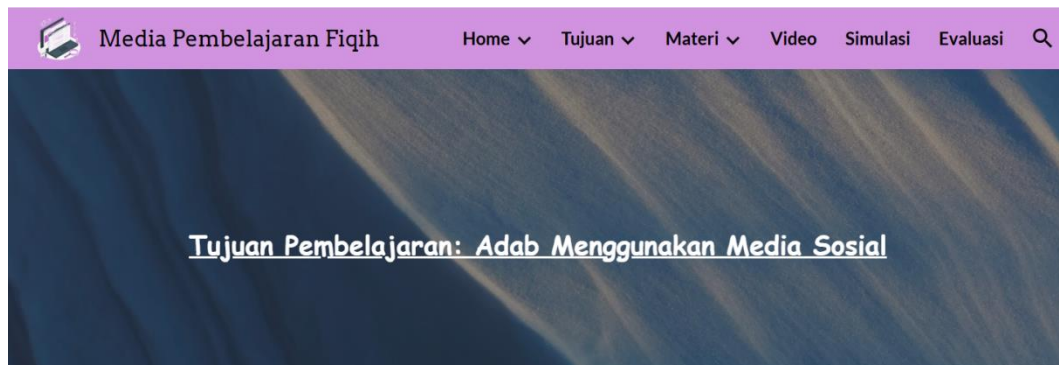 Media Pembelajaran Fiqih Home Tujuan Materi Video Simulasi Evaluasi
Tujuan Pembelajaran: Adab Menggunakan Media Sosial